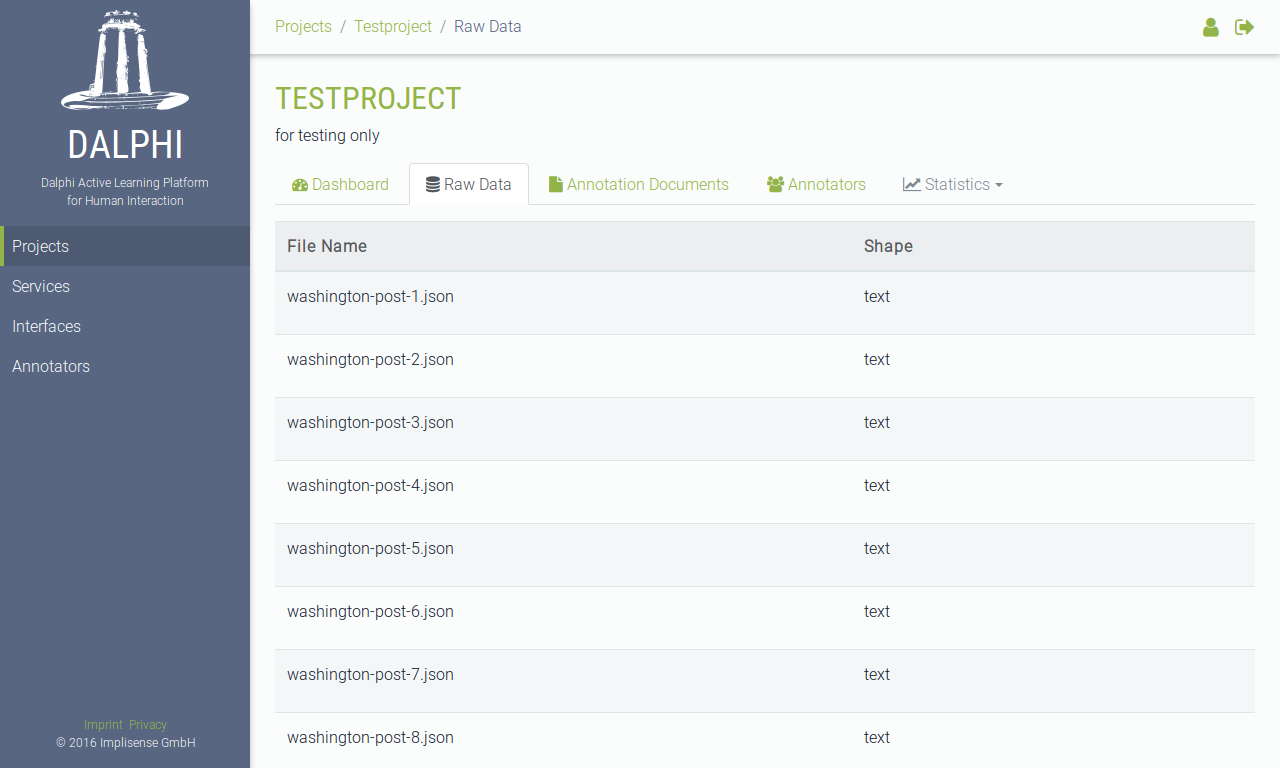 DALPHI
Dalphi Active Learning Platform
for Human Interaction
Projects
Services
Interfaces
Annotators
Imprint Privacy
© 2016 Implisense GmbH
Projects / Testproject / Raw Data
TESTPROJECT
for testing only
Dashboard Raw Data Annotation Documents Annotators Statistics
File Name Shape
washington-post-1.json text
washington-post-2.json text
washington-post-3.json text
washington-post-4.json text
washington-post-5.json text
washington-post-6.json text
washington-post-7.json text
washington-post-8.json text